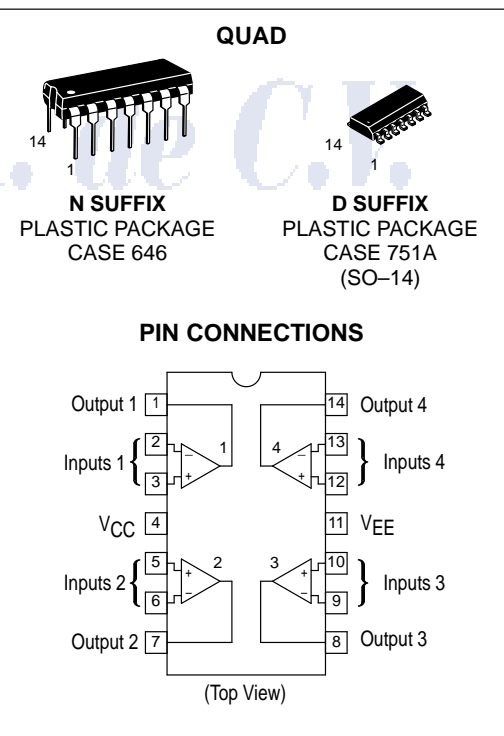 QUAD
14
1
14
1
. de C.V.
N SUFFIX
PLASTIC PACKAGE
CASE 646
D SUFFIX
PLASTIC PACKAGE
CASE 751A
(SO–14)
PIN CONNECTIONS
Output 1 1 14 Output 4
Inputs 1 2 – 1 4 – 13 Inputs 4
3 + + 12
VCC 4 11 VEE
Inputs 2 5 + 2 3 + 10 Inputs 3
6 – – 9
Output 2 7 8 Output 3
(Top View)